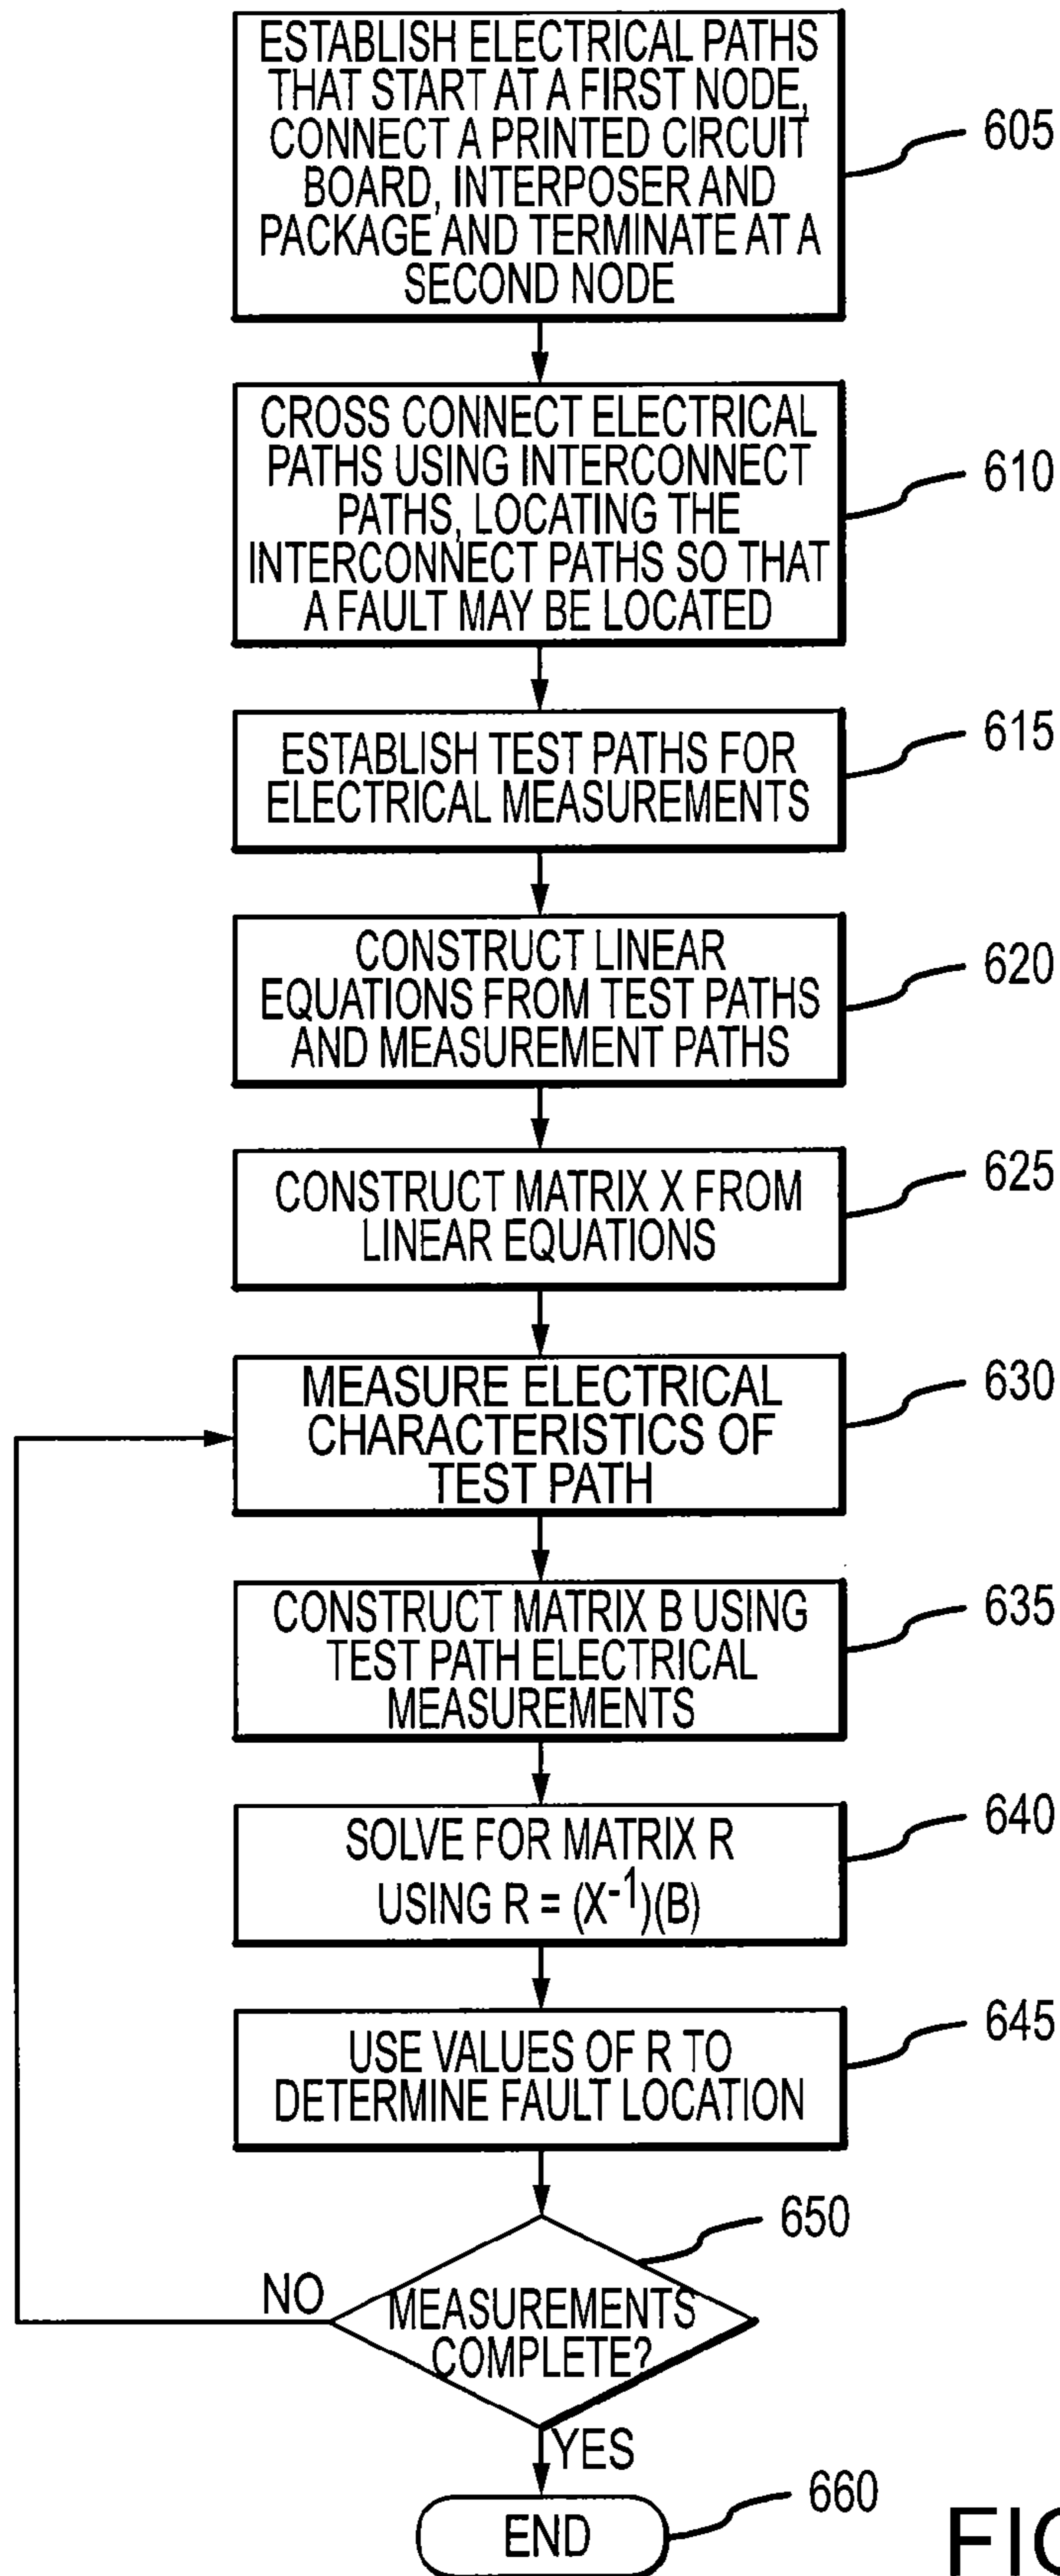 ESTABLISH ELECTRICAL PATHS
THAT START AT A FIRST NODE,
CONNECT A PRINTED CIRCUIT
BOARD, INTERPOSER AND
PACKAGE AND TERMINATE AT A
SECOND NODE
605
CROSS CONNECT ELECTRICAL
PATHS USING INTERCONNECT
PATHS, LOCATING THE
INTERCONNECT PATHS SO THAT
A FAULT MAY BE LOCATED
610
ESTABLISH TEST PATHS FOR
ELECTRICAL MEASUREMENTS
615
CONSTRUCT LINEAR
EQUATIONS FROM TEST PATHS
AND MEASUREMENT PATHS
620
CONSTRUCT MATRIX X FROM
LINEAR EQUATIONS
625
MEASURE ELECTRICAL
CHARACTERISTICS OF
TEST PATH
630
CONSTRUCT MATRIX B USING
TEST PATH ELECTRICAL
MEASUREMENTS
635
SOLVE FOR MATRIX R
USING R = (X⁻¹)(B)
640
USE VALUES OF R TO
DETERMINE FAULT LOCATION
645
650
NO
MEASUREMENTS
COMPLETE?
YES
END
660